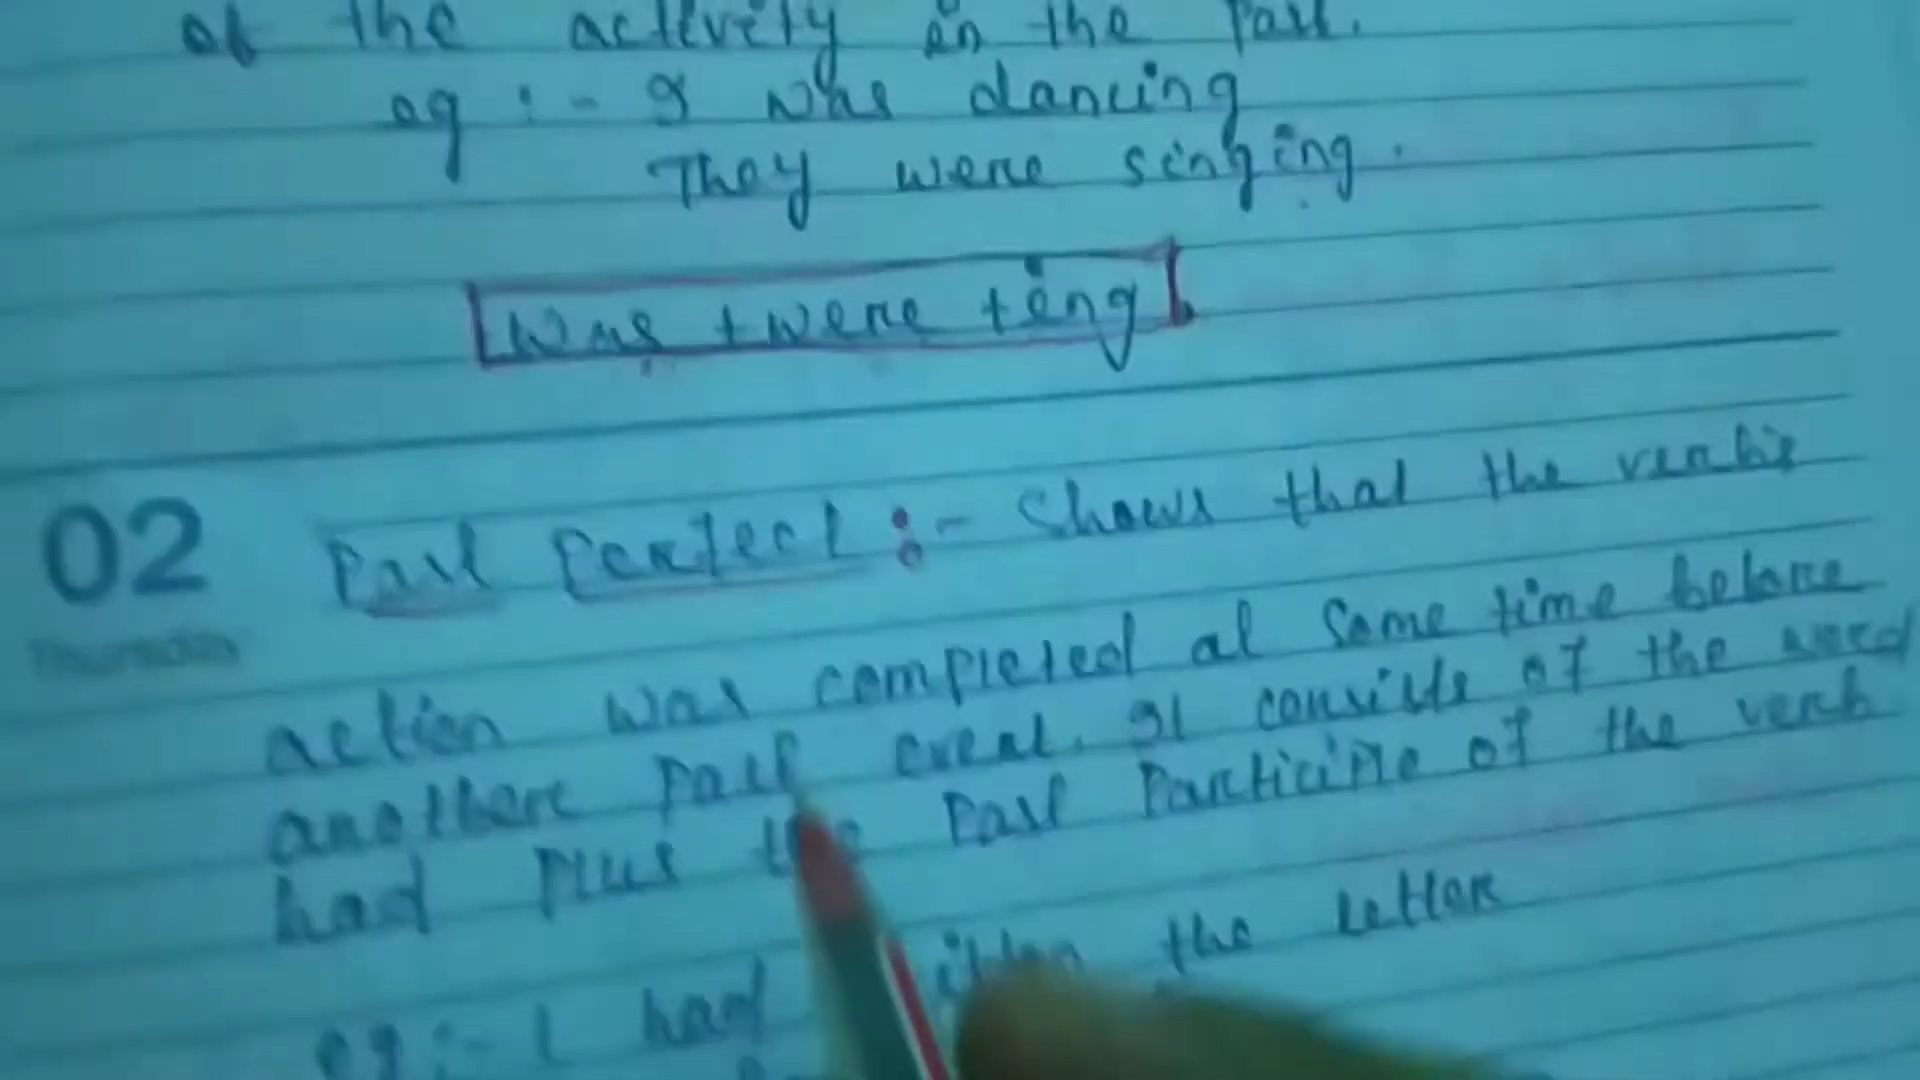 of the activity in the past.
eg :- I was dancing
They were singing.
was + were + ing
02 Past Perfect :- Shows that the verb's
Thursday
action was completed at some time before
another past event. It consists of the word
had plus the past participle of the verb
eg :- I had the letter